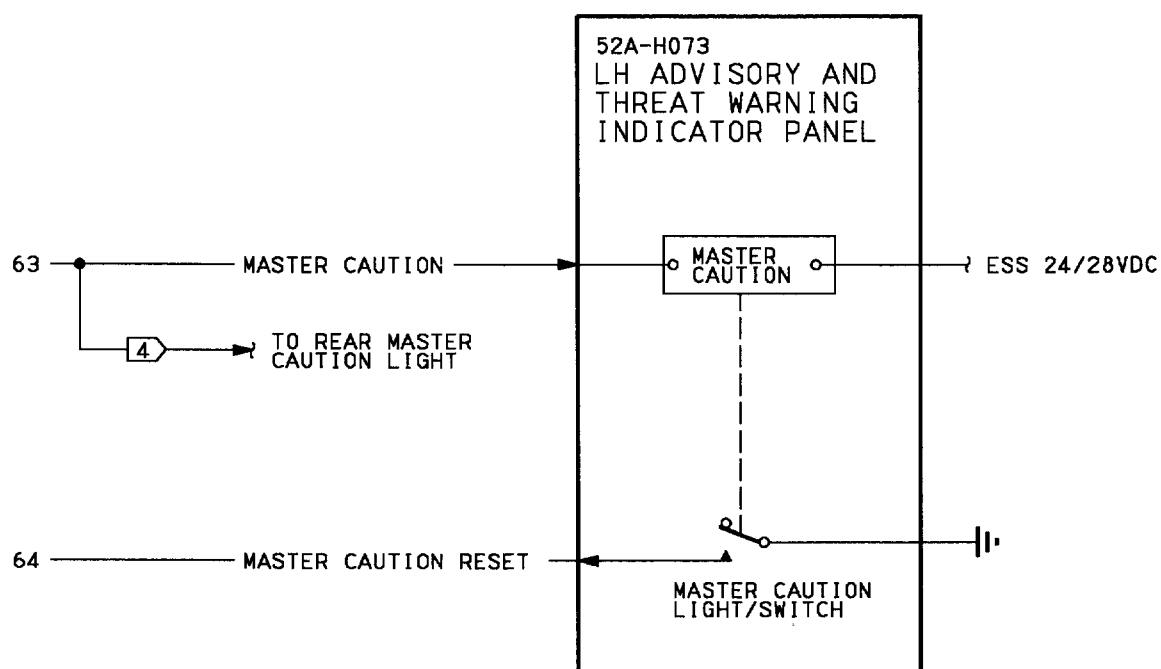 52A-H073
LH ADVISORY AND
THREAT WARNING
INDICATOR PANEL
63
MASTER CAUTION
MASTER
CAUTION
ESS 24/28VDC
4
TO REAR MASTER
CAUTION LIGHT
64
MASTER CAUTION RESET
MASTER CAUTION
LIGHT/SWITCH